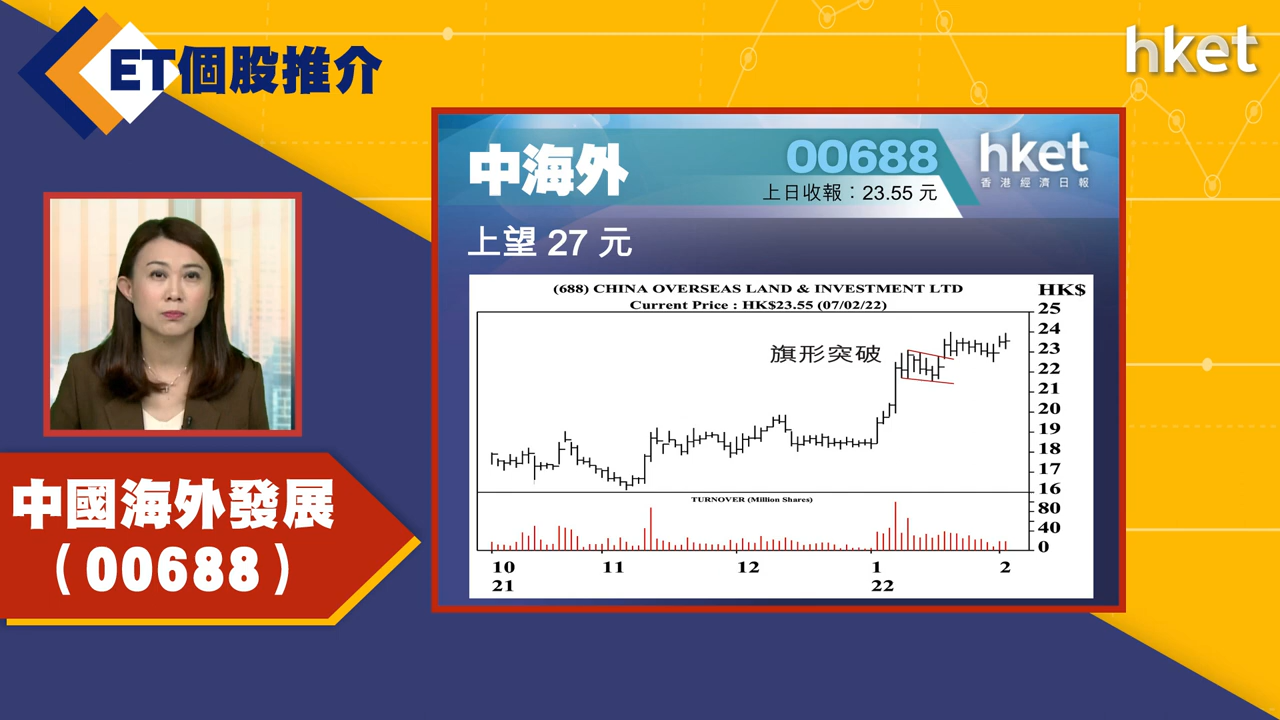 ET個股推介
hket
中海外
00688
上日收報：23.55 元
hket
香港經濟日報
上望 27 元
(688) CHINA OVERSEAS LAND & INVESTMENT LTD
Current Price : HK$23.55 (07/02/22)
HK$
旗形突破
25
24
23
22
21
20
19
18
17
16
TURNOVER (Million Shares)
80
40
0
10 11 12 1 2
21 22
中國海外發展
（00688）